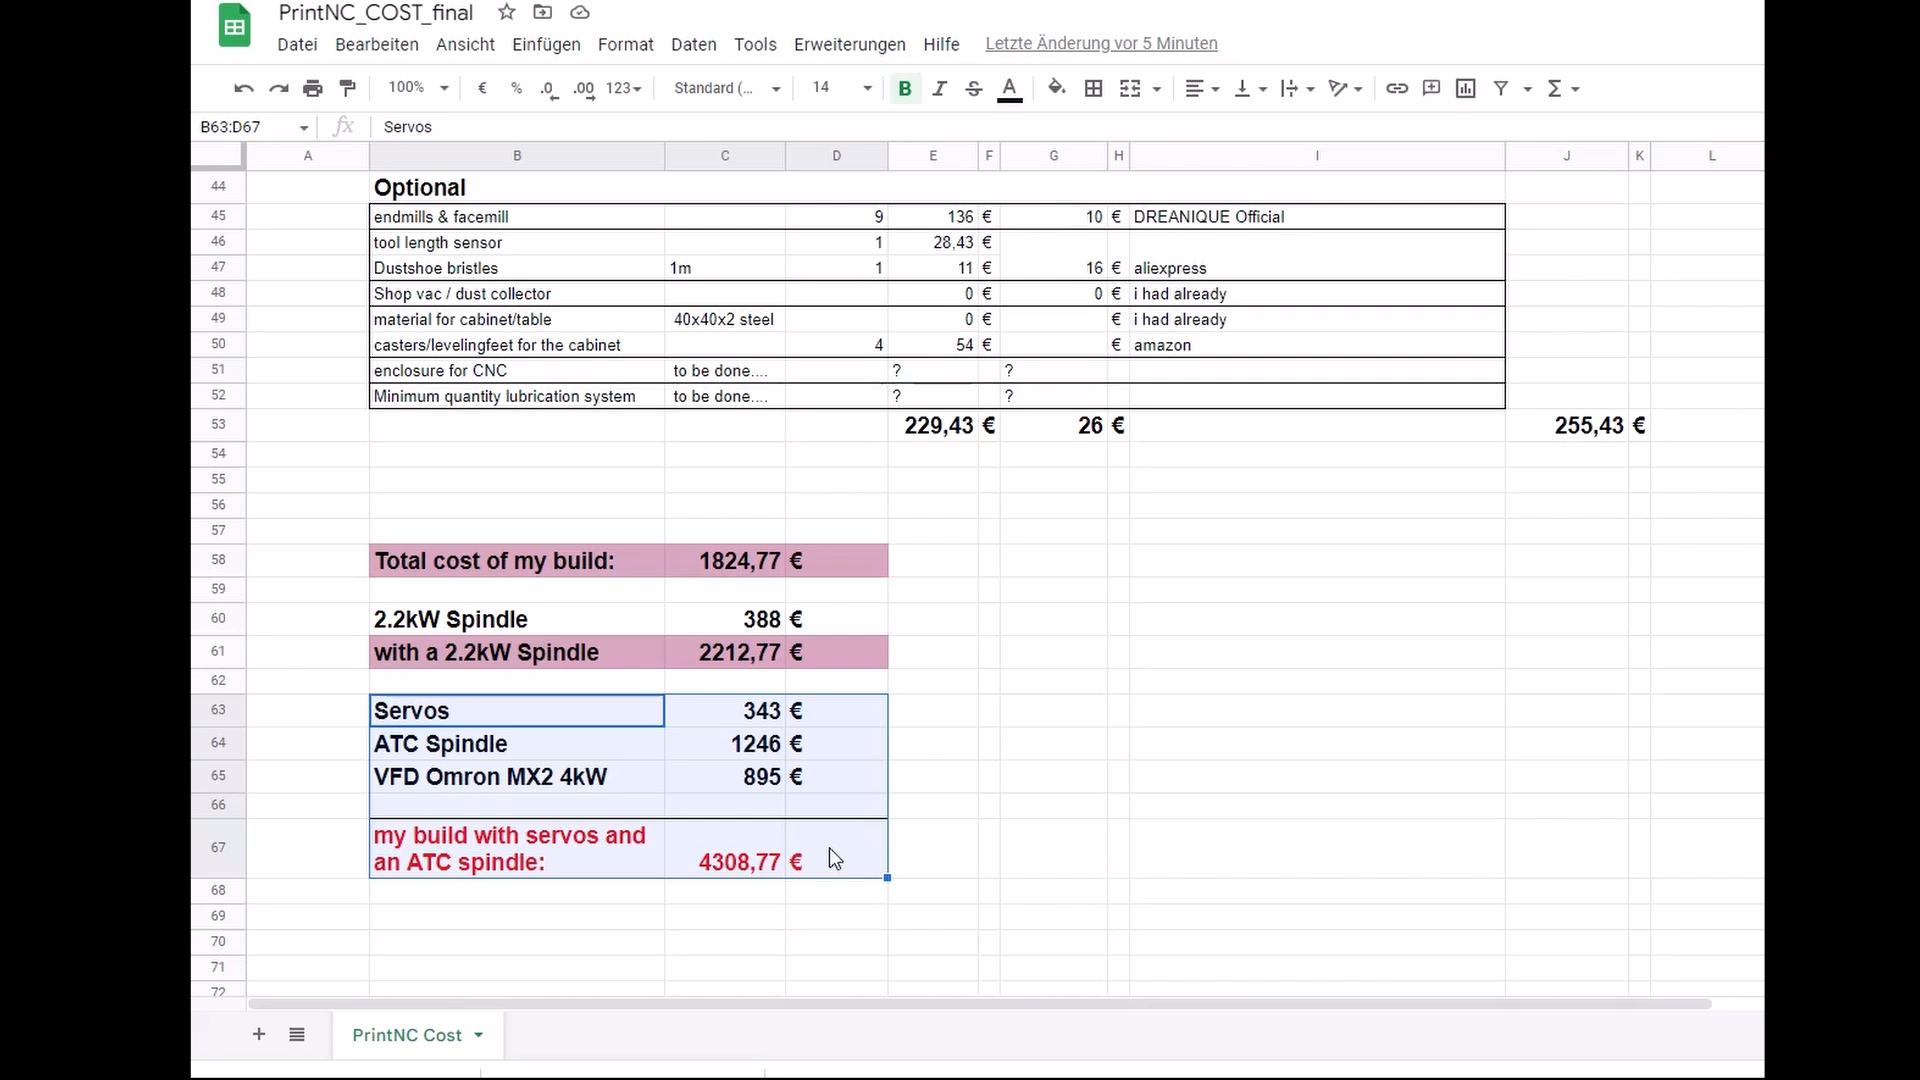 PrintNC_COST_final
Datei Bearbeiten Ansicht Einfügen Format Daten Tools Erweiterungen Hilfe Letzte Änderung vor 5 Minuten
100% € % .0 .00 123 Standard (... 14 B I S A Σ
B63:D67 fx Servos
A B C D E F G H I J K L
44 Optional
45 endmills & facemill 9 136 € 10 € DREANIQUE Official
46 tool length sensor 1 28,43 €
47 Dustshoe bristles 1m 1 11 € 16 € aliexpress
48 Shop vac / dust collector 0 € 0 € i had already
49 material for cabinet/table 40x40x2 steel 0 € € i had already
50 casters/levelingfeet for the cabinet 4 54 € € amazon
51 enclosure for CNC to be done.... ? ?
52 Minimum quantity lubrication system to be done.... ? ?
53 229,43 € 26 € 255,43 €
54
55
56
57
58 Total cost of my build: 1824,77 €
59
60 2.2kW Spindle 388 €
61 with a 2.2kW Spindle 2212,77 €
62
63 Servos 343 €
64 ATC Spindle 1246 €
65 VFD Omron MX2 4kW 895 €
66
67 my build with servos and
an ATC spindle: 4308,77 €
68
69
70
71
72
+ PrintNC Cost